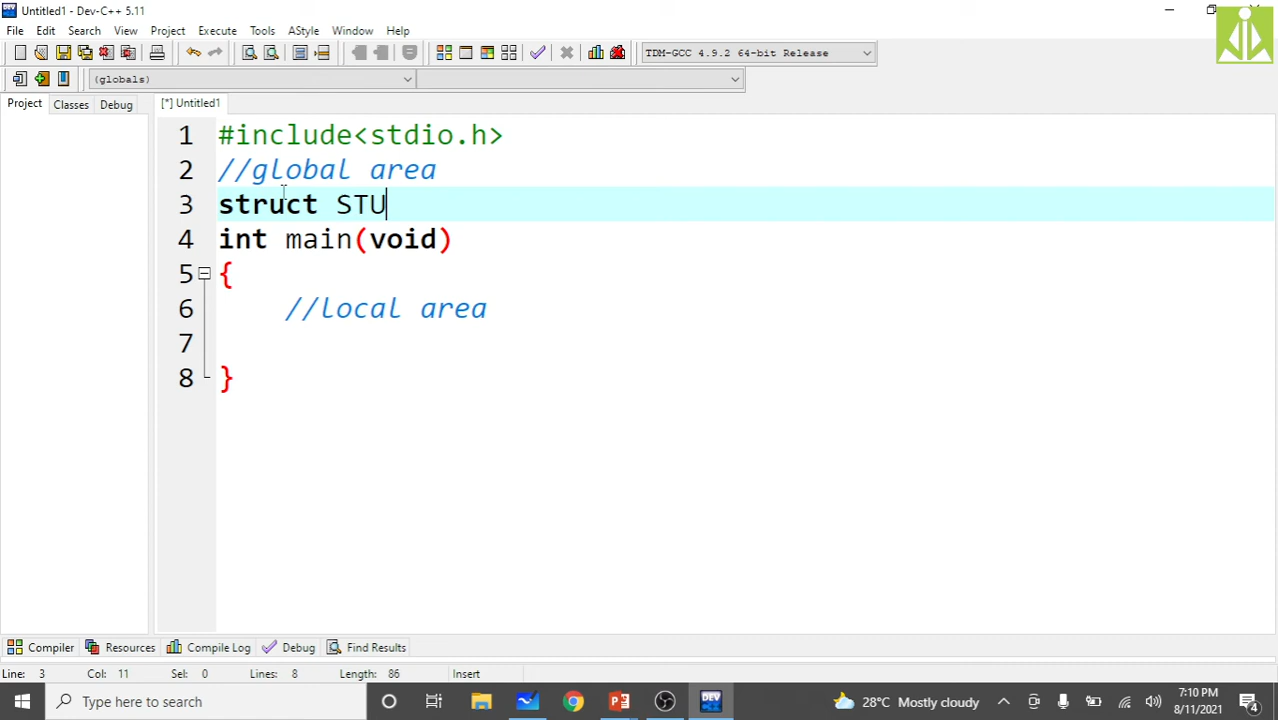 Untitled1 - Dev-C++ 5.11
File Edit Search View Project Execute Tools AStyle Window Help
TDM-GCC 4.9.2 64-bit Release
(globals)
Project Classes Debug [*] Untitled1
1 #include<stdio.h>
2 //global area
3 struct STU
4 int main(void)
5 {
6 //local area
7
8 }
Compiler Resources Compile Log Debug Find Results
Line: 3 Col: 11 Sel: 0 Lines: 8 Length: 86 Insert
Type here to search
DEV
28°C Mostly cloudy
7:10 PM
8/11/2021
4